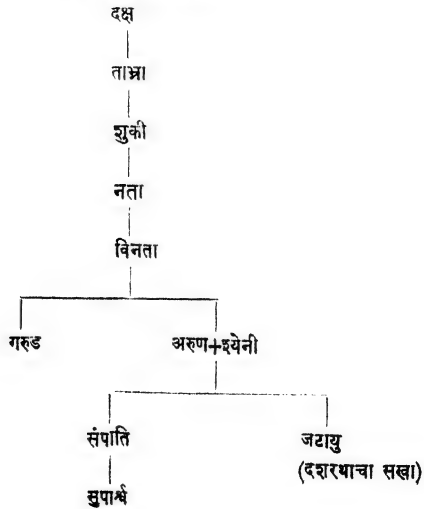 दक्ष
ताम्रा
शुकी
नता
विनता
गरुड अरुण+श्येनी
संपाति जटायु
(दशरथाचा सखा)
सुपार्श्व